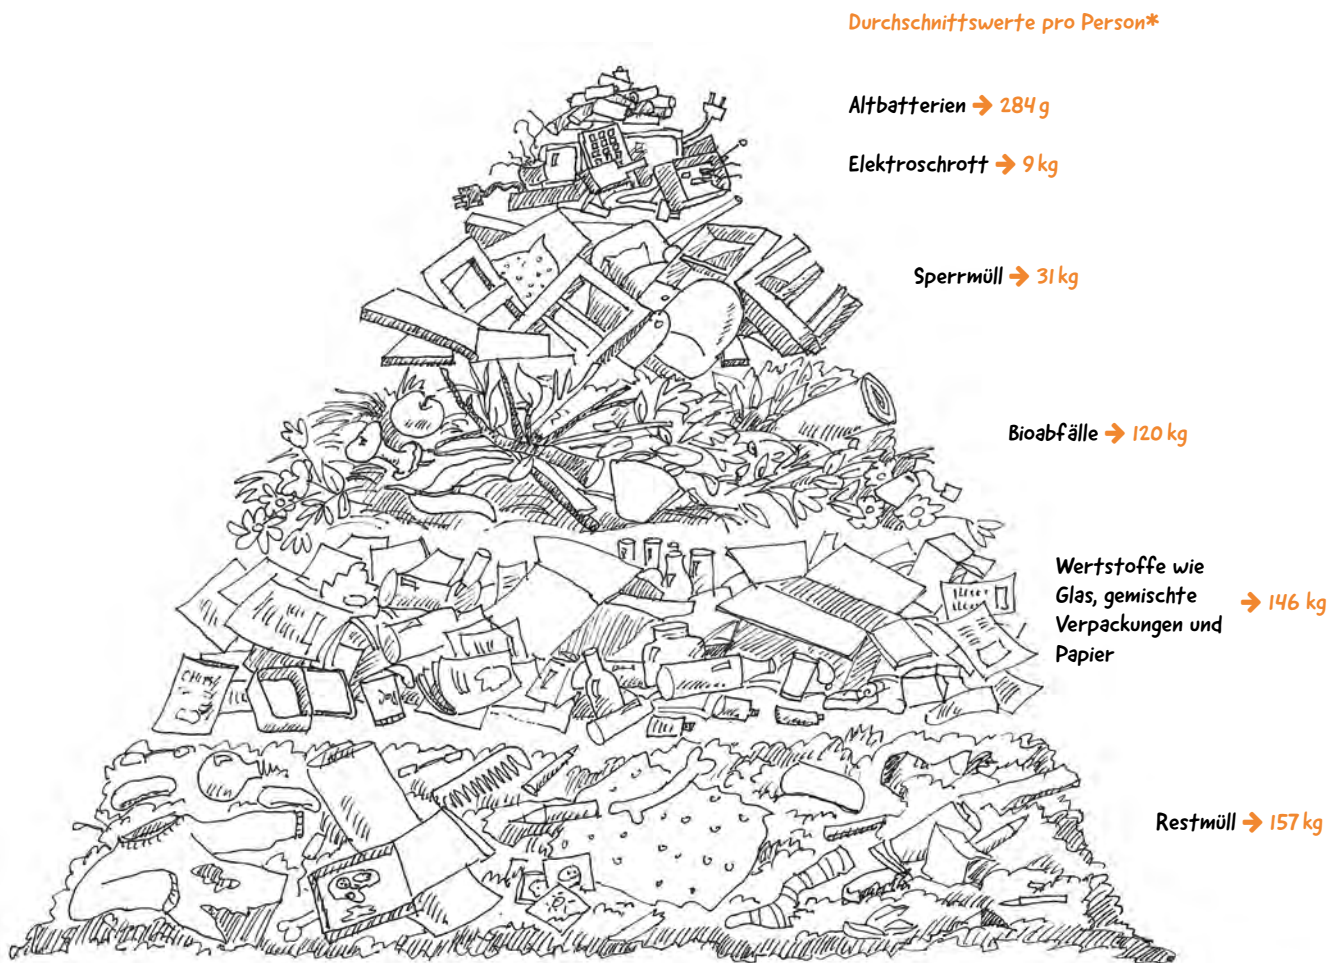 Durchschnittswerte pro Person*
Altbatterien → 284 g
Elektroschrott → 9 kg
Sperrmüll → 31 kg
Bioabfälle → 120 kg
Wertstoffe wie
Glas, gemischte
Verpackungen und
Papier
→ 146 kg
Restmüll → 157 kg